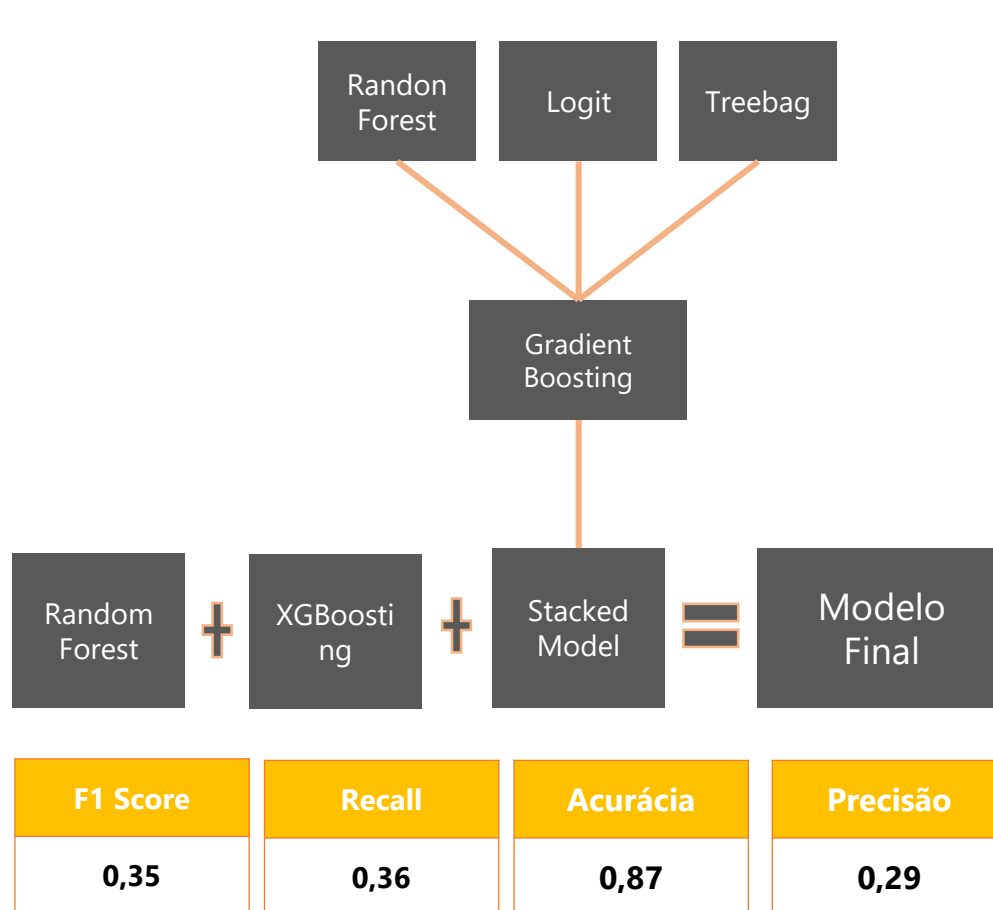 Randon
Forest
Logit
Treebag
Gradient
Boosting
Random
Forest
XGBoosti
ng
Stacked
Model
Modelo
Final
F1 Score
Recall
Acurácia
Precisão
0,35
0,36
0,87
0,29